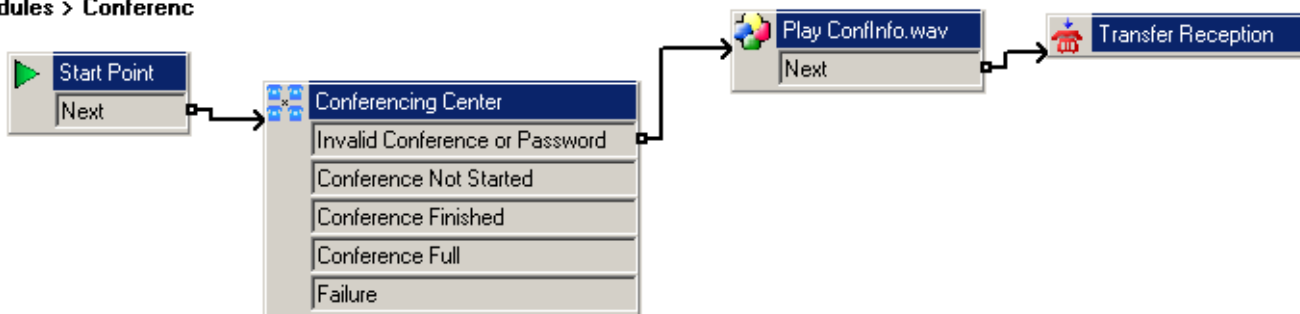 dules > Conferenc
Start Point
Next
Conferencing Center
Invalid Conference or Password
Conference Not Started
Conference Finished
Conference Full
Failure
Play ConfInfo.wav
Next
Transfer Reception